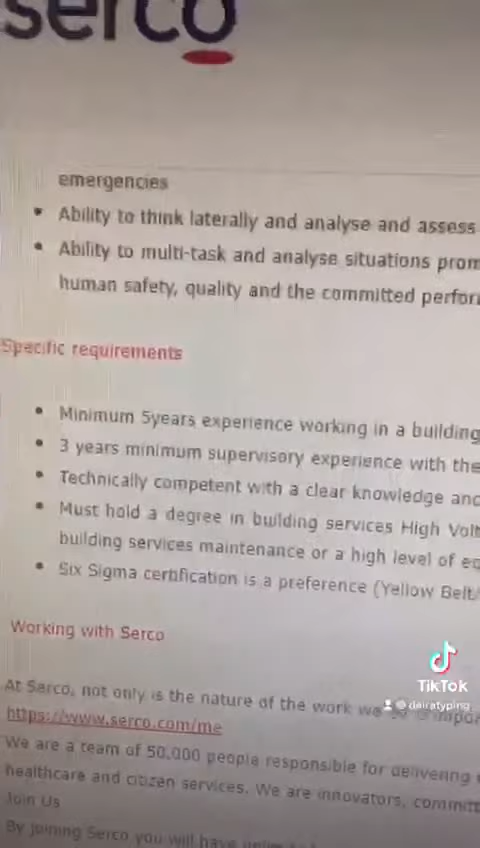 serco
emergencies
• Ability to think laterally and analyse and assess
• Ability to multi-task and analyse situations prom
human safety, quality and the committed perfor
Specific requirements
• Minimum 5years experience working in a building
• 3 years minimum supervisory experience with the
• Technically competent with a clear knowledge and
• Must hold a degree in building services High Volt
building services maintenance or a high level of eq
• Six Sigma certification is a preference (Yellow Belt/
Working with Serco
TikTok
@dairatyping
At Serco, not only is the nature of the work we
https://www.serco.com/me
We are a team of 50,000 people responsible for delivering
healthcare and citizen services. We are innovators, committ
Join Us
By joining Serco you will have